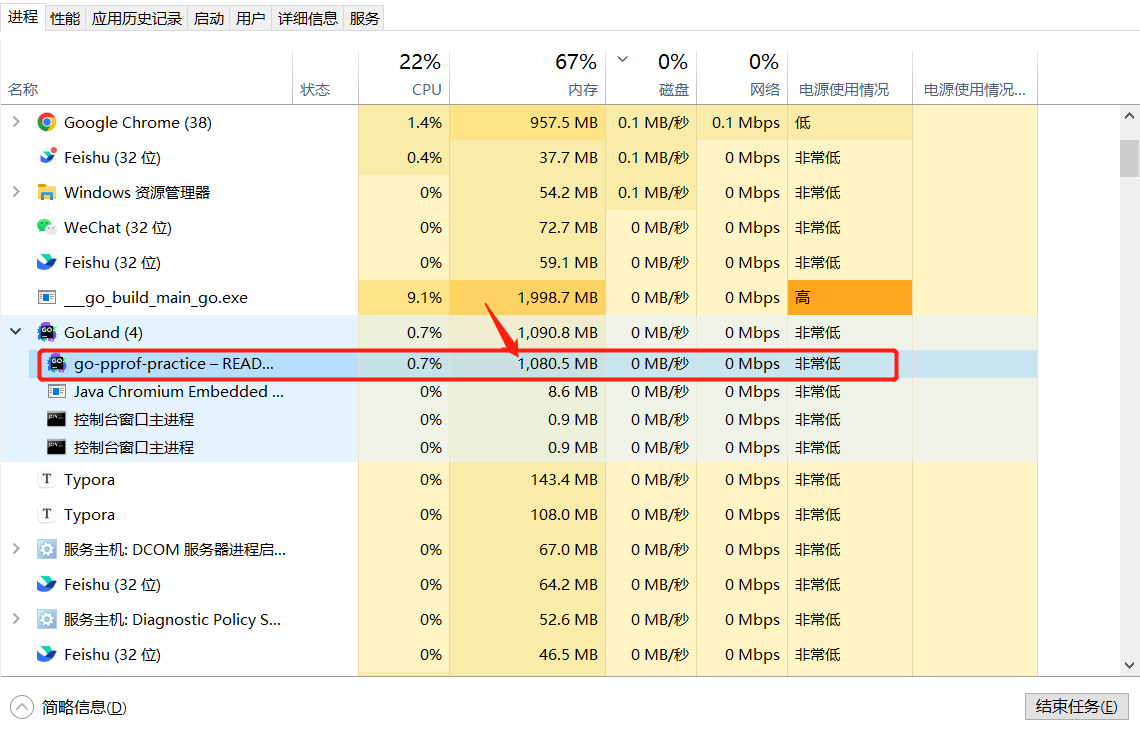 进程 性能 应用历史记录 启动 用户 详细信息 服务
22% 67% 0% 0%
名称 状态 CPU 内存 磁盘 网络 电源使用情况 电源使用情况...
Google Chrome (38) 1.4% 957.5 MB 0.1 MB/秒 0.1 Mbps 低
Feishu (32 位) 0.4% 37.7 MB 0.1 MB/秒 0 Mbps 非常低
Windows 资源管理器 0% 54.2 MB 0.1 MB/秒 0 Mbps 非常低
WeChat (32 位) 0% 72.7 MB 0 MB/秒 0 Mbps 非常低
Feishu (32 位) 0% 59.1 MB 0 MB/秒 0 Mbps 非常低
___go_build_main_go.exe 9.1% 1,998.7 MB 0 MB/秒 0 Mbps 高
GoLand (4) 0.7% 1,090.8 MB 0 MB/秒 0 Mbps 非常低
go-pprof-practice – READ... 0.7% 1,080.5 MB 0 MB/秒 0 Mbps 非常低
Java Chromium Embedded ... 0% 8.6 MB 0 MB/秒 0 Mbps 非常低
控制台窗口主进程 0% 0.9 MB 0 MB/秒 0 Mbps 非常低
控制台窗口主进程 0% 0.9 MB 0 MB/秒 0 Mbps 非常低
Typora 0% 143.4 MB 0 MB/秒 0 Mbps 非常低
Typora 0% 108.0 MB 0 MB/秒 0 Mbps 非常低
服务主机: DCOM 服务器进程启... 0% 67.0 MB 0 MB/秒 0 Mbps 非常低
Feishu (32 位) 0% 64.2 MB 0 MB/秒 0 Mbps 非常低
服务主机: Diagnostic Policy S... 0% 52.6 MB 0 MB/秒 0 Mbps 非常低
Feishu (32 位) 0% 46.5 MB 0 MB/秒 0 Mbps 非常低
简略信息(D) 结束任务(E)